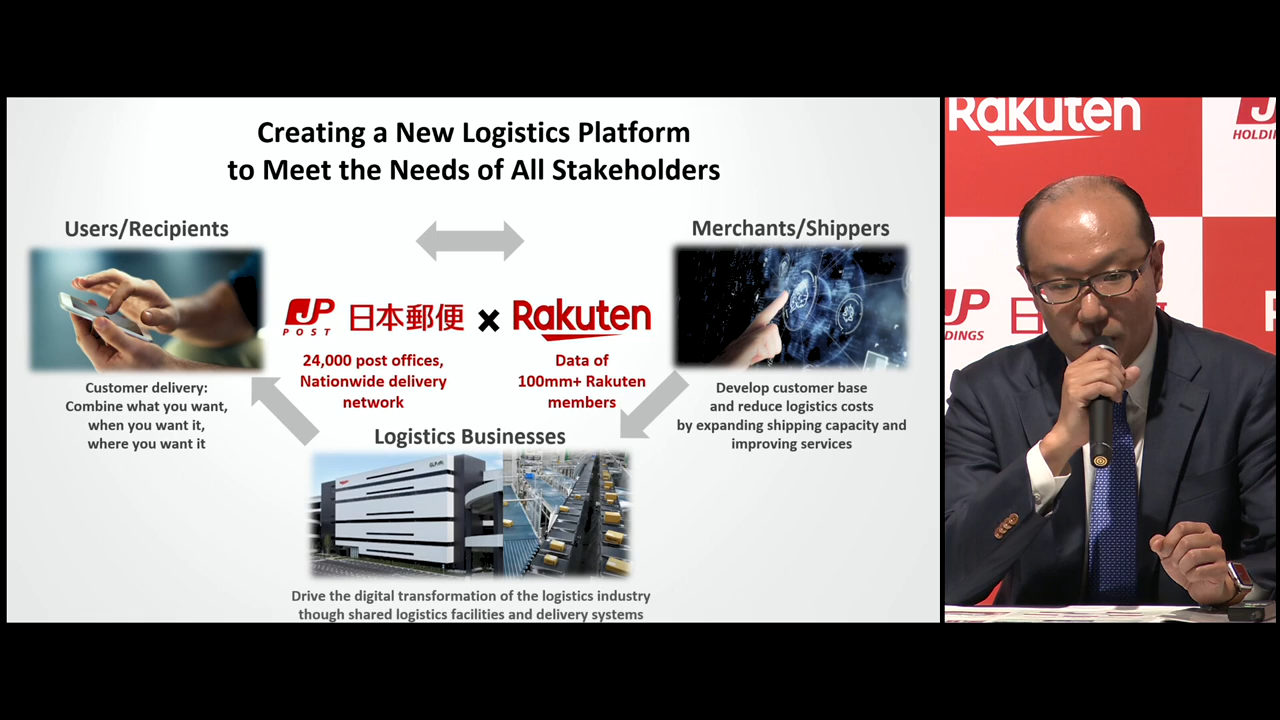 Creating a New Logistics Platform
to Meet the Needs of All Stakeholders
Users/Recipients
Merchants/Shippers
JP
POST
日本郵便
×
Rakuten
24,000 post offices,
Nationwide delivery
network
Data of
100mm+ Rakuten
members
Customer delivery:
Combine what you want,
when you want it,
where you want it
Develop customer base
and reduce logistics costs
by expanding shipping capacity and
improving services
Logistics Businesses
Drive the digital transformation of the logistics industry
though shared logistics facilities and delivery systems
Rakuten
J
HOLDI
JP
DINGS
日
R